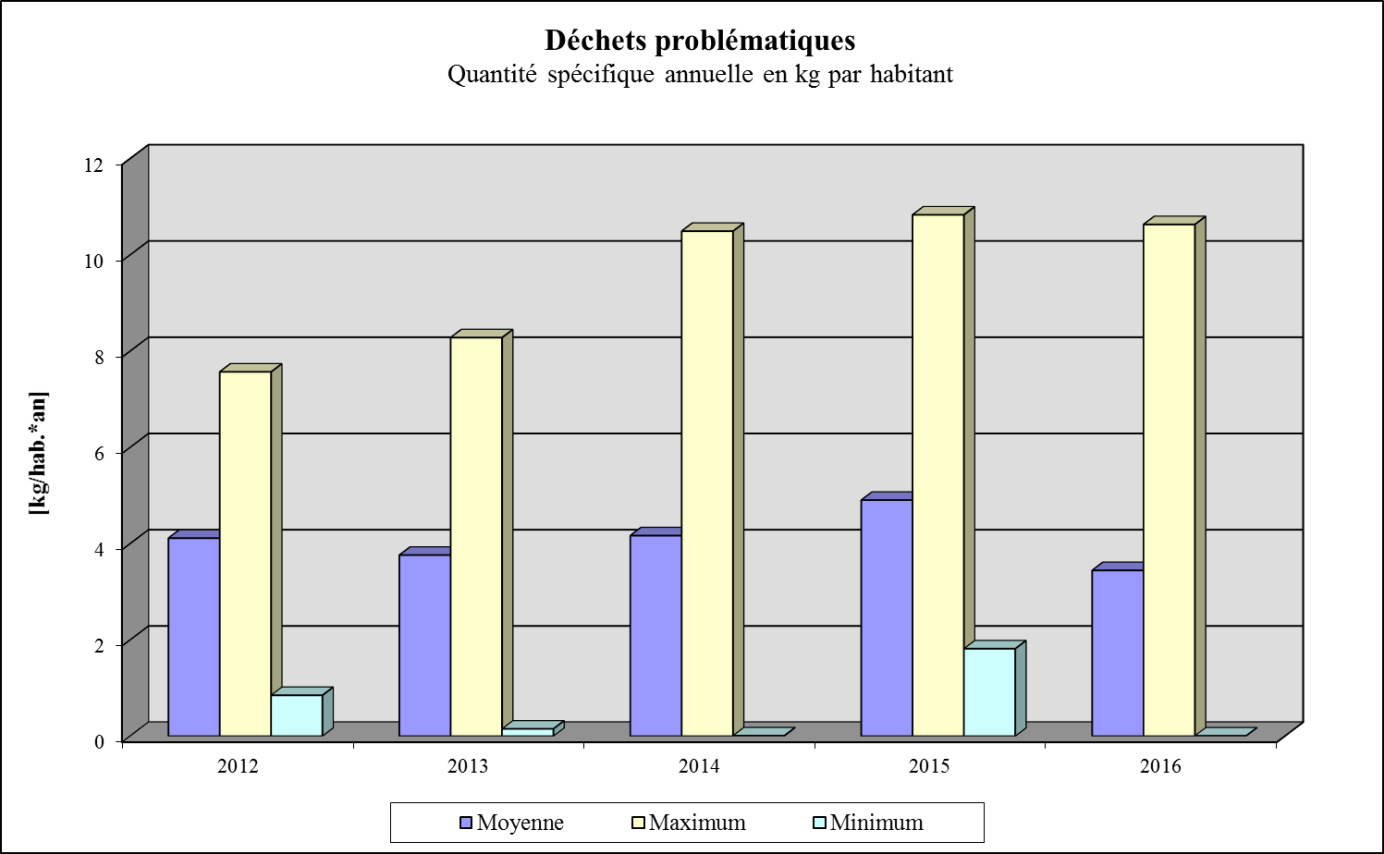 Déchets problématiques
Quantité spécifique annuelle en kg par habitant
[kg/hab.*an]
12
10
8
6
4
2
0
2012 2013 2014 2015 2016
Moyenne Maximum Minimum